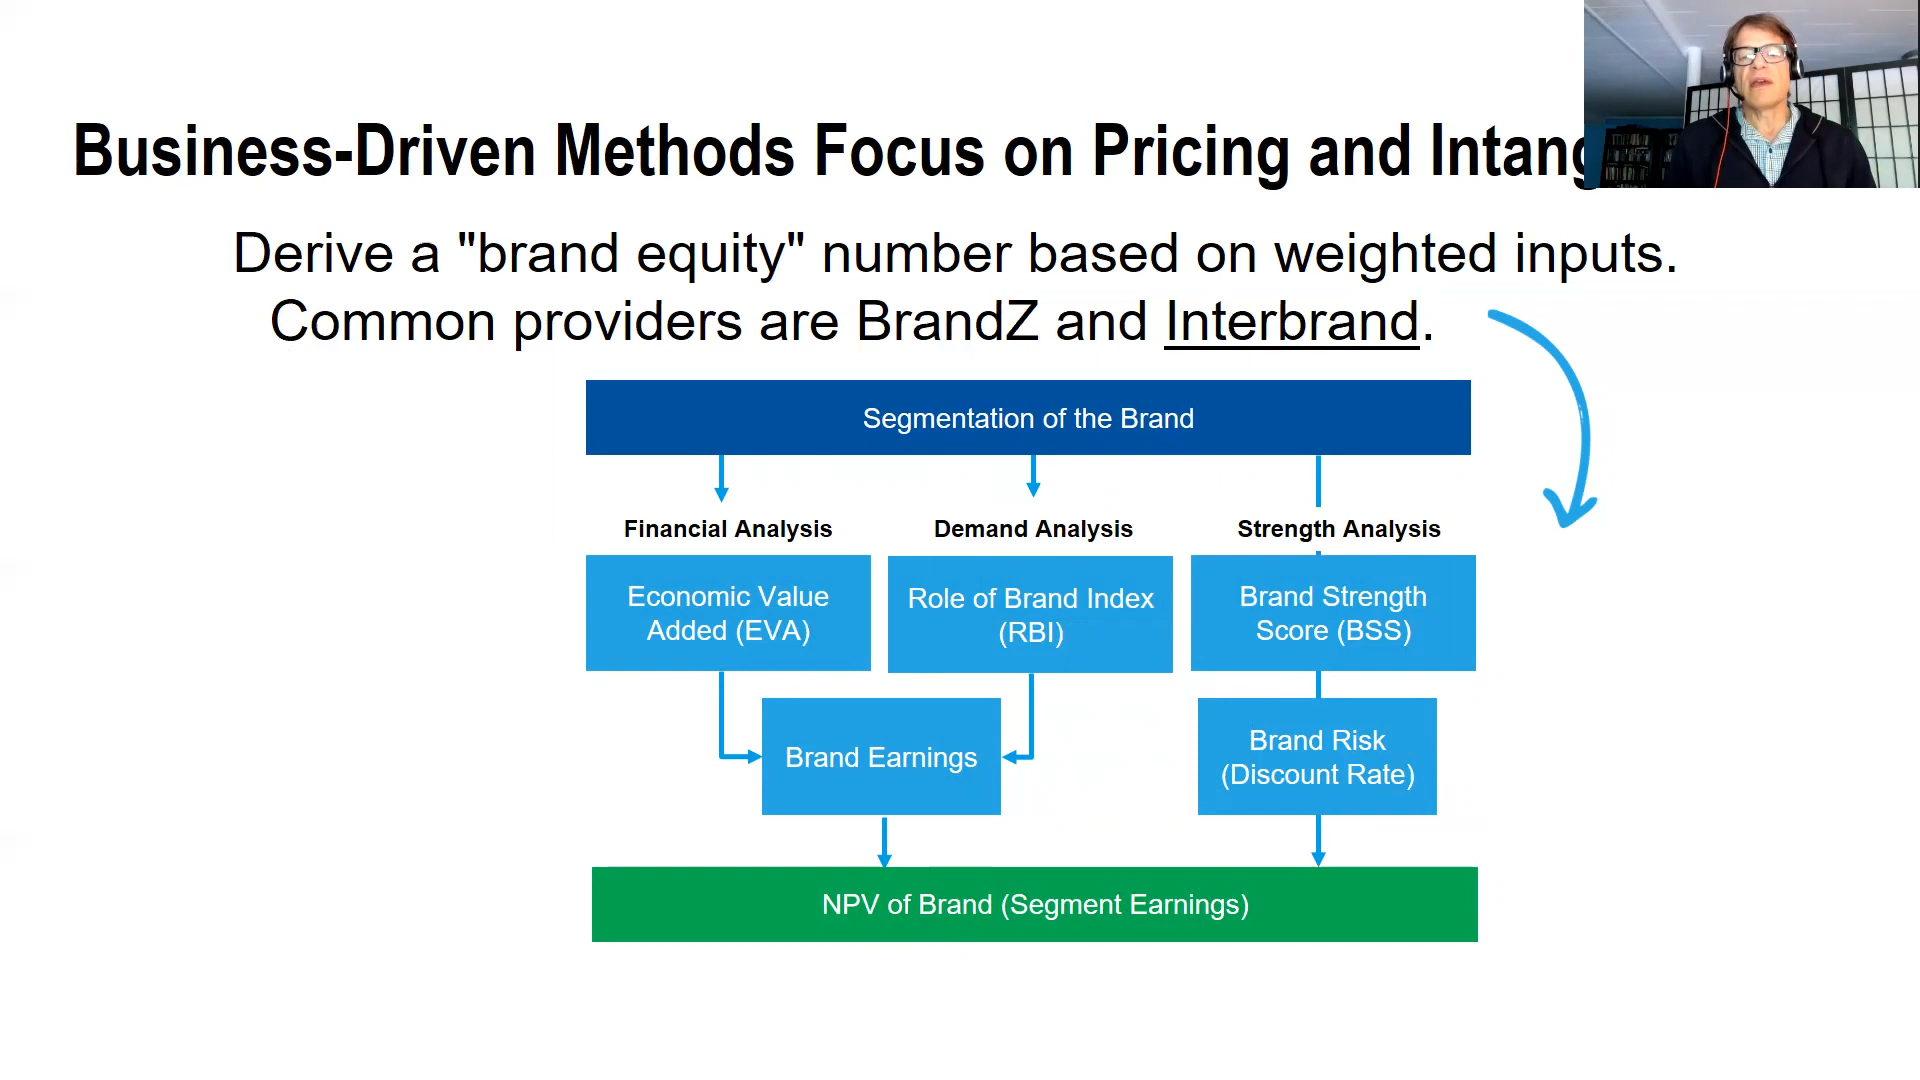 Business-Driven Methods Focus on Pricing and
Derive a "brand equity" number based on weighted inputs.
Common providers are BrandZ and Interbrand.
Segmentation of the Brand
Financial Analysis
Demand Analysis
Strength Analysis
Economic Value
Added (EVA)
Role of Brand Index
(RBI)
Brand Strength
Score (BSS)
Brand Earnings
Brand Risk
(Discount Rate)
NPV of Brand (Segment Earnings)